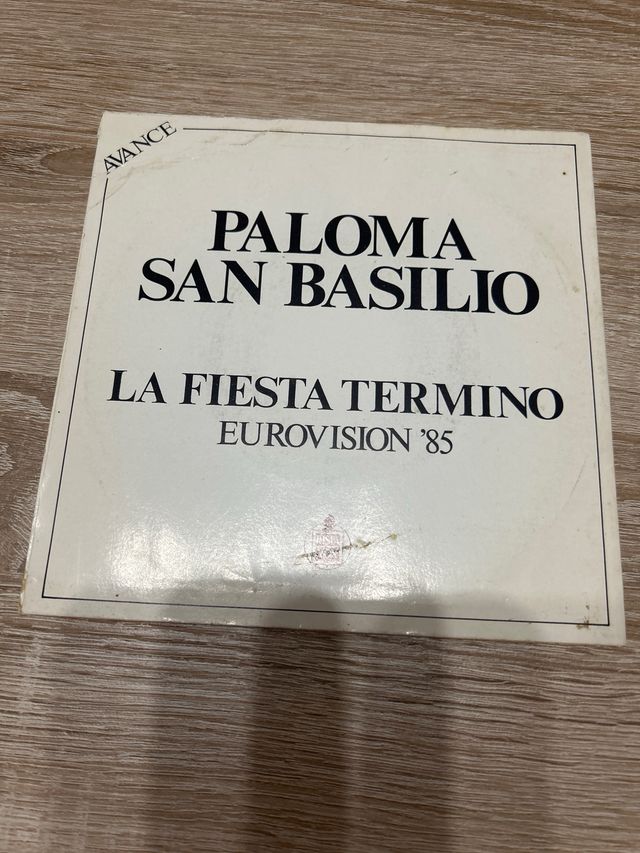 AVANCE
PALOMA
SAN BASILIO
LA FIESTA TERMINO
EUROVISION '85